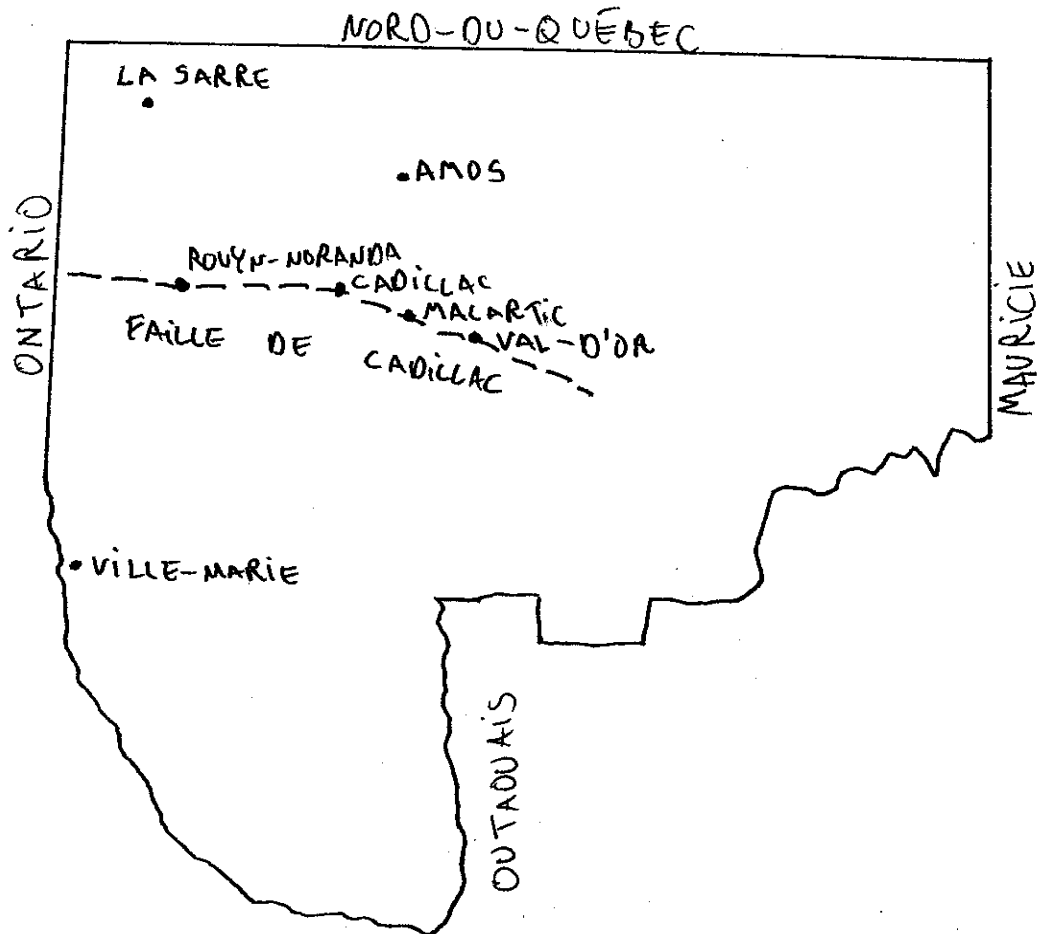 NORD-DU-QUÉBEC
LA SARRE
AMOS
ONTARIO
ROUYN-NORANDA
CADILLAC
MALARTIC
VAL-D'OR
FAILLE DE CADILLAC
MAURICIE
VILLE-MARIE
OUTAOUAIS